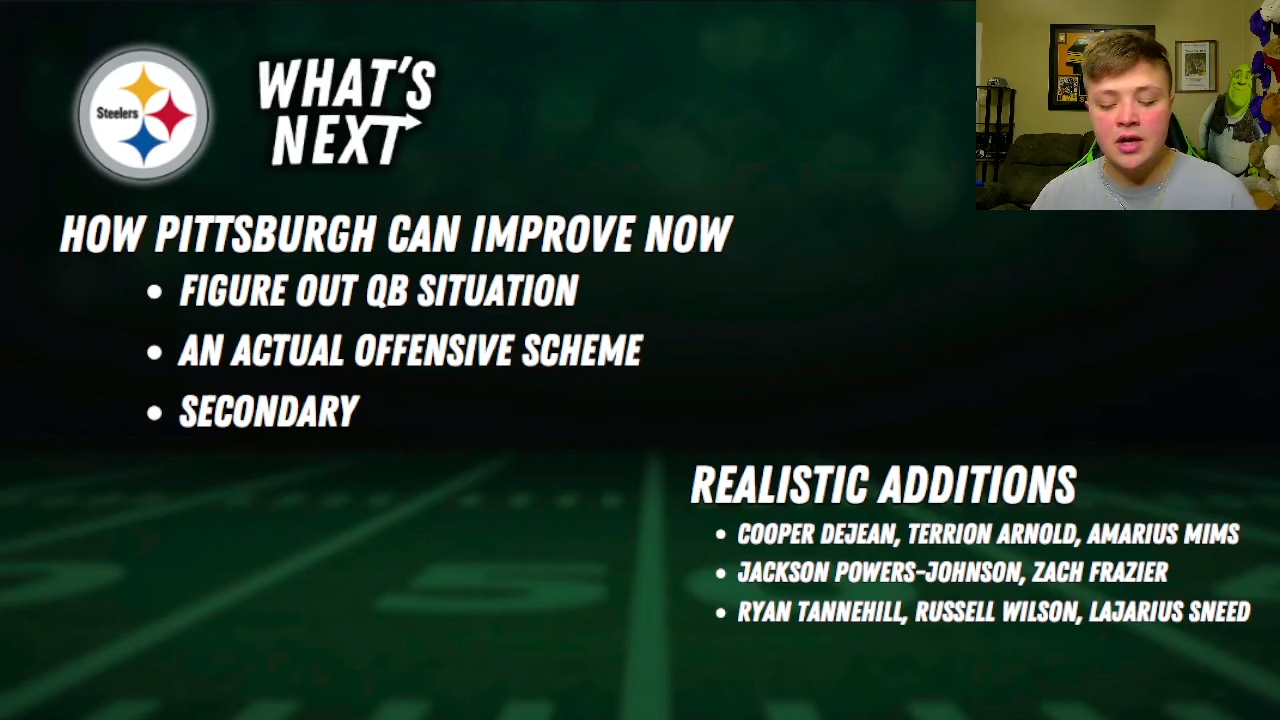 Steelers
WHAT'S
NEXT
HOW PITTSBURGH CAN IMPROVE NOW
• FIGURE OUT QB SITUATION
• AN ACTUAL OFFENSIVE SCHEME
• SECONDARY
REALISTIC ADDITIONS
• COOPER DEJEAN, TERRION ARNOLD, AMARIUS MIMS
• JACKSON POWERS-JOHNSON, ZACH FRAZIER
• RYAN TANNEHILL, RUSSELL WILSON, LAJARIUS SNEED
5